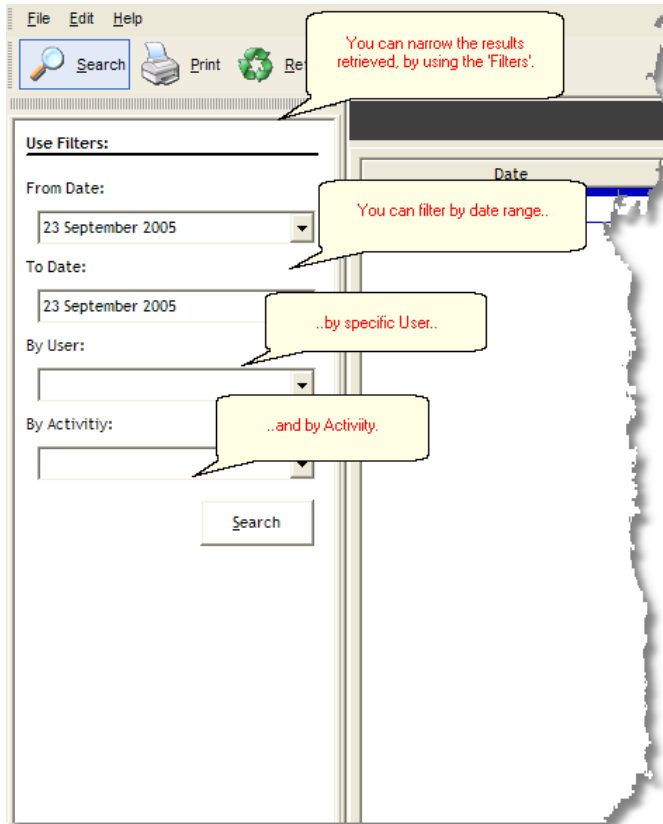 File Edit Help
Search Print Re
You can narrow the results
retrieved, by using the 'Filters'.
Use Filters:
Date
From Date:
23 September 2005
You can filter by date range..
To Date:
23 September 2005
..by specific User..
By User:
By Activitiy:
..and by Activiity.
Search